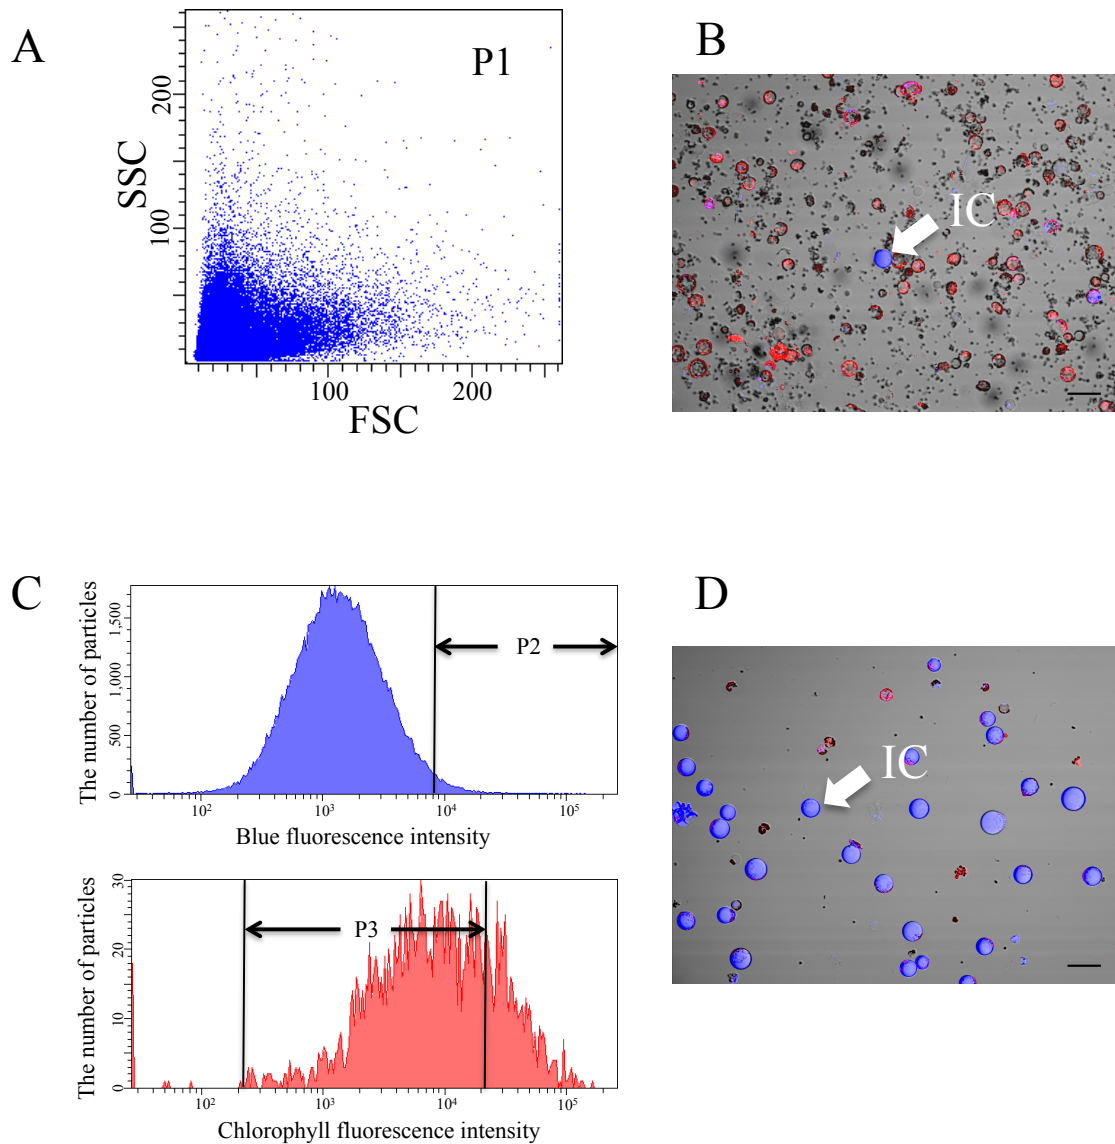 A
P1
SSC
200
100
100 200
FSC
B
IC
C
The number of particles
1,500
1,000
500
0
P2
10² 10³ 10⁴ 10⁵
Blue fluorescence intensity
The number of particles
30
20
10
0
P3
10² 10³ 10⁴ 10⁵
Chlorophyll fluorescence intensity
D
IC